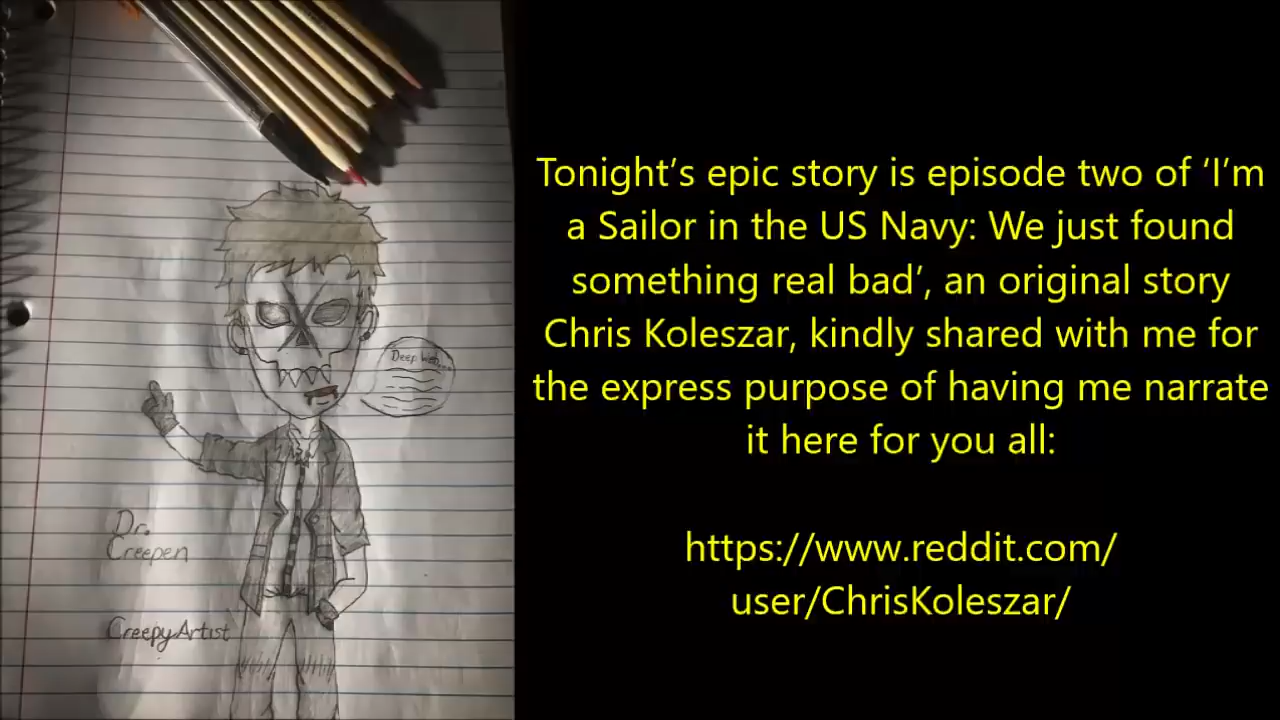 Tonight’s epic story is episode two of ‘I’m
a Sailor in the US Navy: We just found
something real bad’, an original story
Chris Koleszar, kindly shared with me for
the express purpose of having me narrate
it here for you all:
https://www.reddit.com/
user/ChrisKoleszar/
Deep Web...
Dr.
Creepen
CreepyArtist